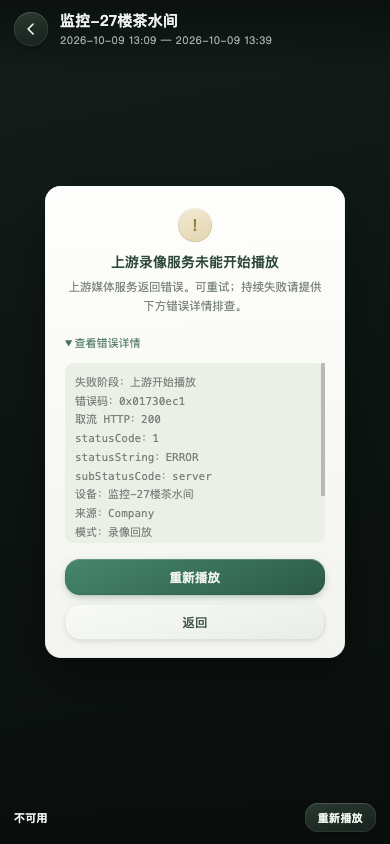 监控-27楼茶水间
2026-10-09 13:09 — 2026-10-09 13:39
!
上游录像服务未能开始播放
上游媒体服务返回错误。可重试；持续失败请提供
下方错误详情排查。
▼查看错误详情
失败阶段：上游开始播放
错误码：0x01730ec1
取流 HTTP：200
statusCode：1
statusString：ERROR
subStatusCode：server
设备：监控-27楼茶水间
来源：Company
模式：录像回放
重新播放
返回
不可用
重新播放